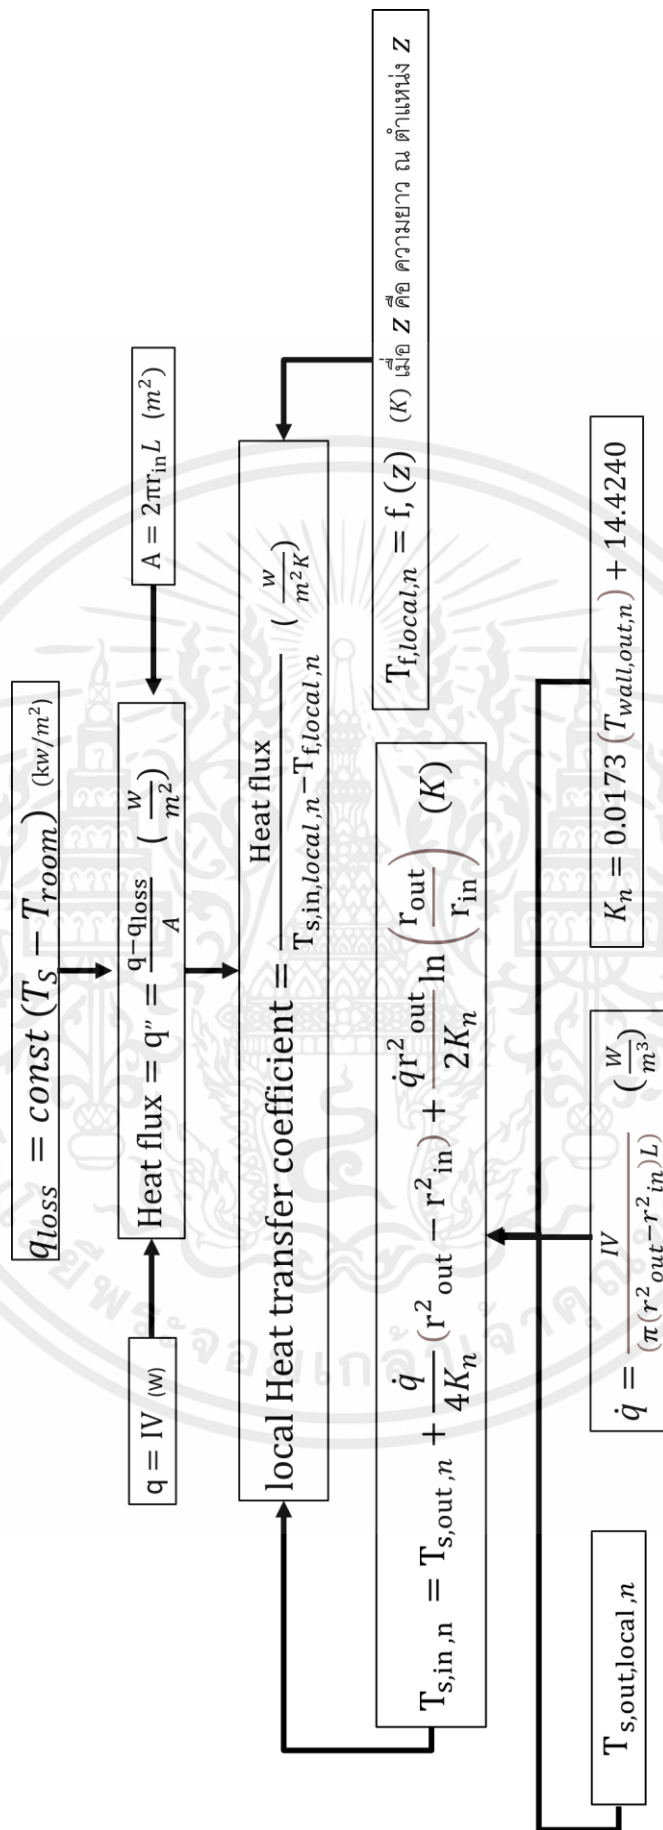 q_loss = const (T_S − T_room) (kw/m²)
q = IV (W)
Heat flux = q" = (q−q_loss)/A (w/m²)
A = 2πr_in L (m²)
local Heat transfer coefficient = Heat flux/(T_s,in,local,n − T_f,local,n) (w/m²K)
T_s,in,n = T_s,out,n + q̇/4K_n (r²_out − r²_in) + q̇r²_out/2K_n ln (r_out/r_in) (K)
T_f,local,n = f,(z) (K) เมื่อ z คือ ความยาว ณ ตำแหน่ง z
T_s,out,local,n
q̇ = IV/(π(r²_out−r²_in)L) (W/m³)
K_n = 0.0173 (T_wall,out,n) + 14.4240